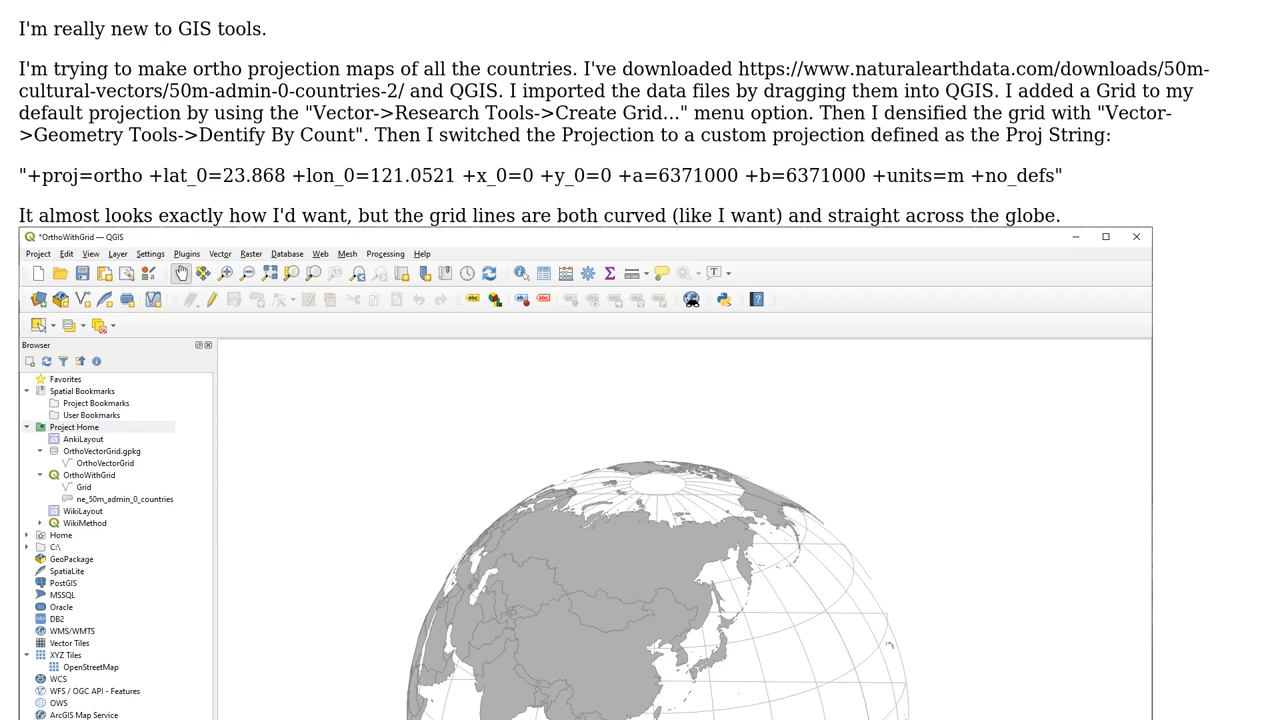 I'm really new to GIS tools.
I'm trying to make ortho projection maps of all the countries. I've downloaded https://www.naturalearthdata.com/downloads/50m-
cultural-vectors/50m-admin-0-countries-2/ and QGIS. I imported the data files by dragging them into QGIS. I added a Grid to my
default projection by using the "Vector->Research Tools->Create Grid..." menu option. Then I densified the grid with "Vector-
>Geometry Tools->Dentify By Count". Then I switched the Projection to a custom projection defined as the Proj String:
"+proj=ortho +lat_0=23.868 +lon_0=121.0521 +x_0=0 +y_0=0 +a=6371000 +b=6371000 +units=m +no_defs"
It almost looks exactly how I'd want, but the grid lines are both curved (like I want) and straight across the globe.
*OrthoWithGrid — QGIS
Project Edit View Layer Settings Plugins Vector Raster Database Web Mesh Processing Help
Browser
Favorites
Spatial Bookmarks
Project Bookmarks
User Bookmarks
Project Home
AnkiLayout
OrthoVectorGrid.gpkg
OrthoVectorGrid
OrthoWithGrid
Grid
ne_50m_admin_0_countries
WikiLayout
WikiMethod
Home
C:\
GeoPackage
SpatiaLite
PostGIS
MSSQL
Oracle
DB2
WMS/WMTS
Vector Tiles
XYZ Tiles
OpenStreetMap
WCS
WFS / OGC API - Features
OWS
ArcGIS Map Service